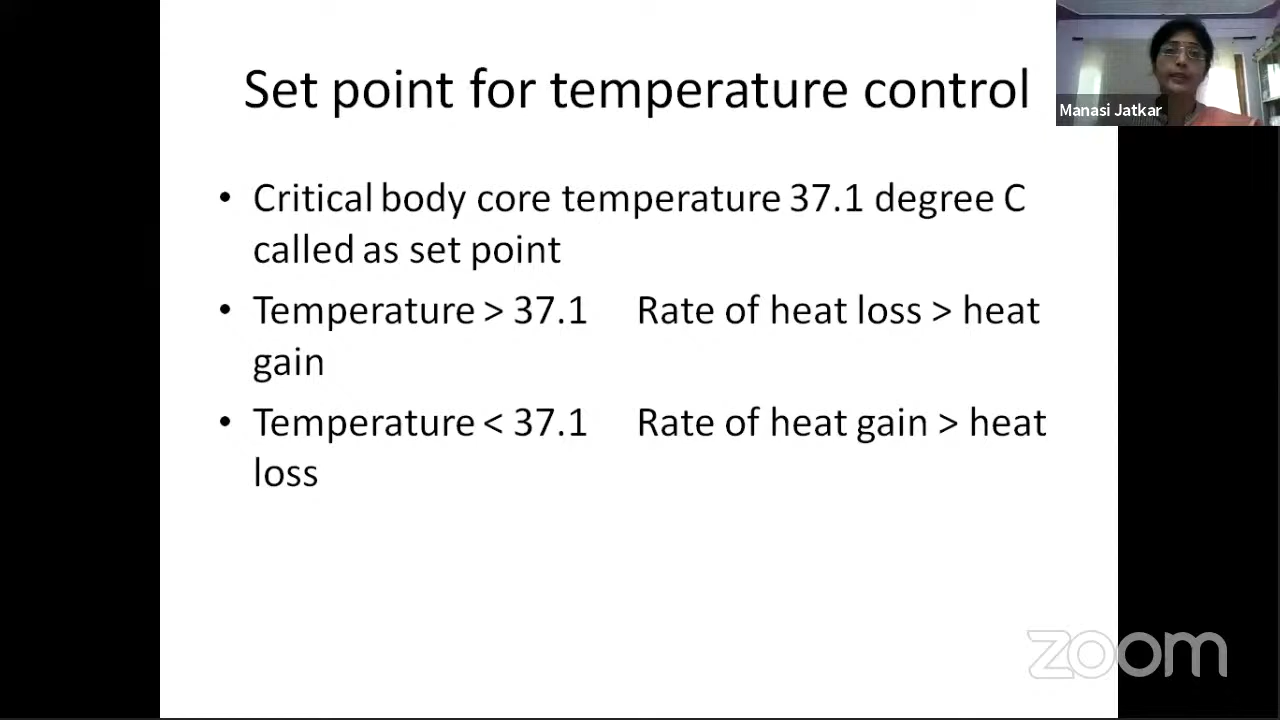 Set point for temperature control
Manasi Jatkar
• Critical body core temperature 37.1 degree C
called as set point
• Temperature > 37.1 Rate of heat loss > heat
gain
• Temperature < 37.1 Rate of heat gain > heat
loss
zoom